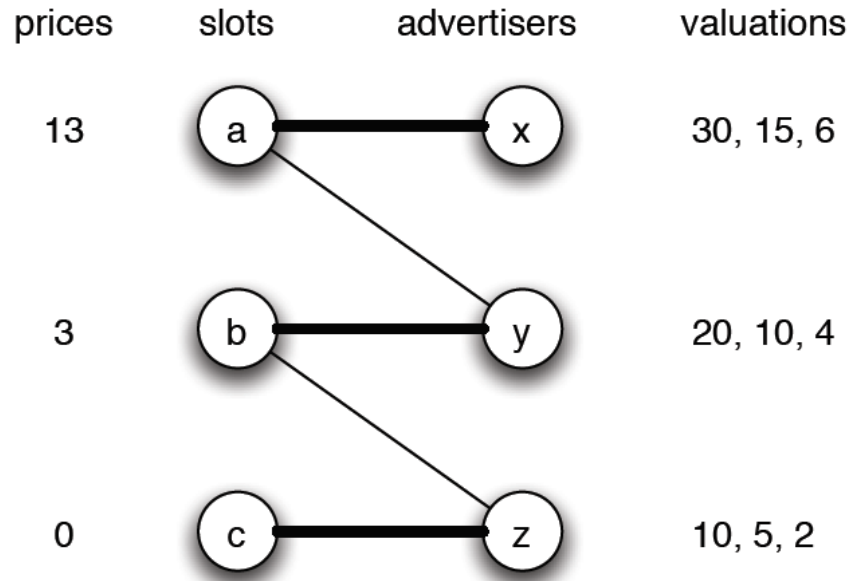 prices slots advertisers valuations
13 a x 30, 15, 6
3 b y 20, 10, 4
0 c z 10, 5, 2